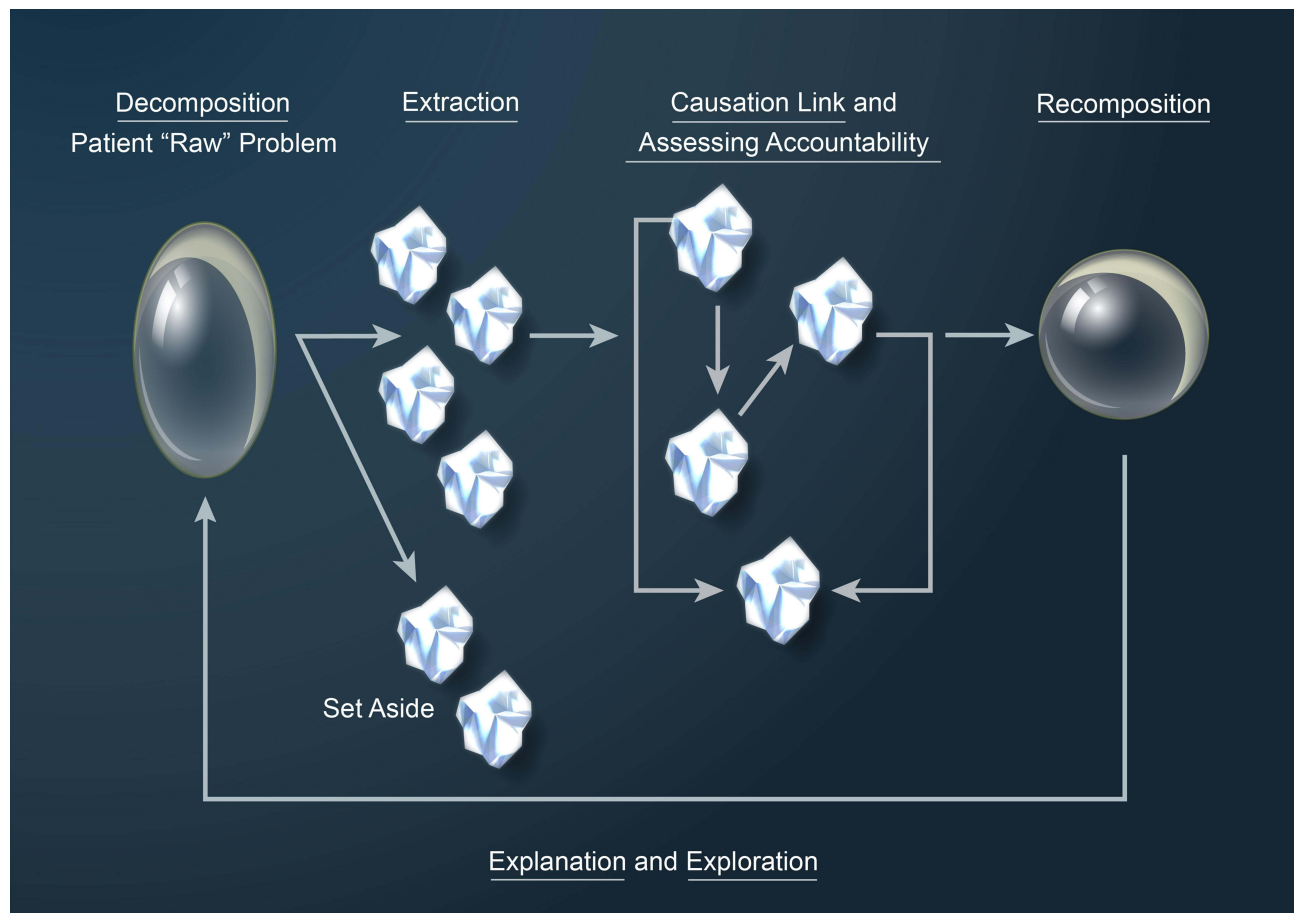 Decomposition
Patient “Raw” Problem
Extraction
Causation Link and
Assessing Accountability
Recomposition
Set Aside
Explanation and Exploration